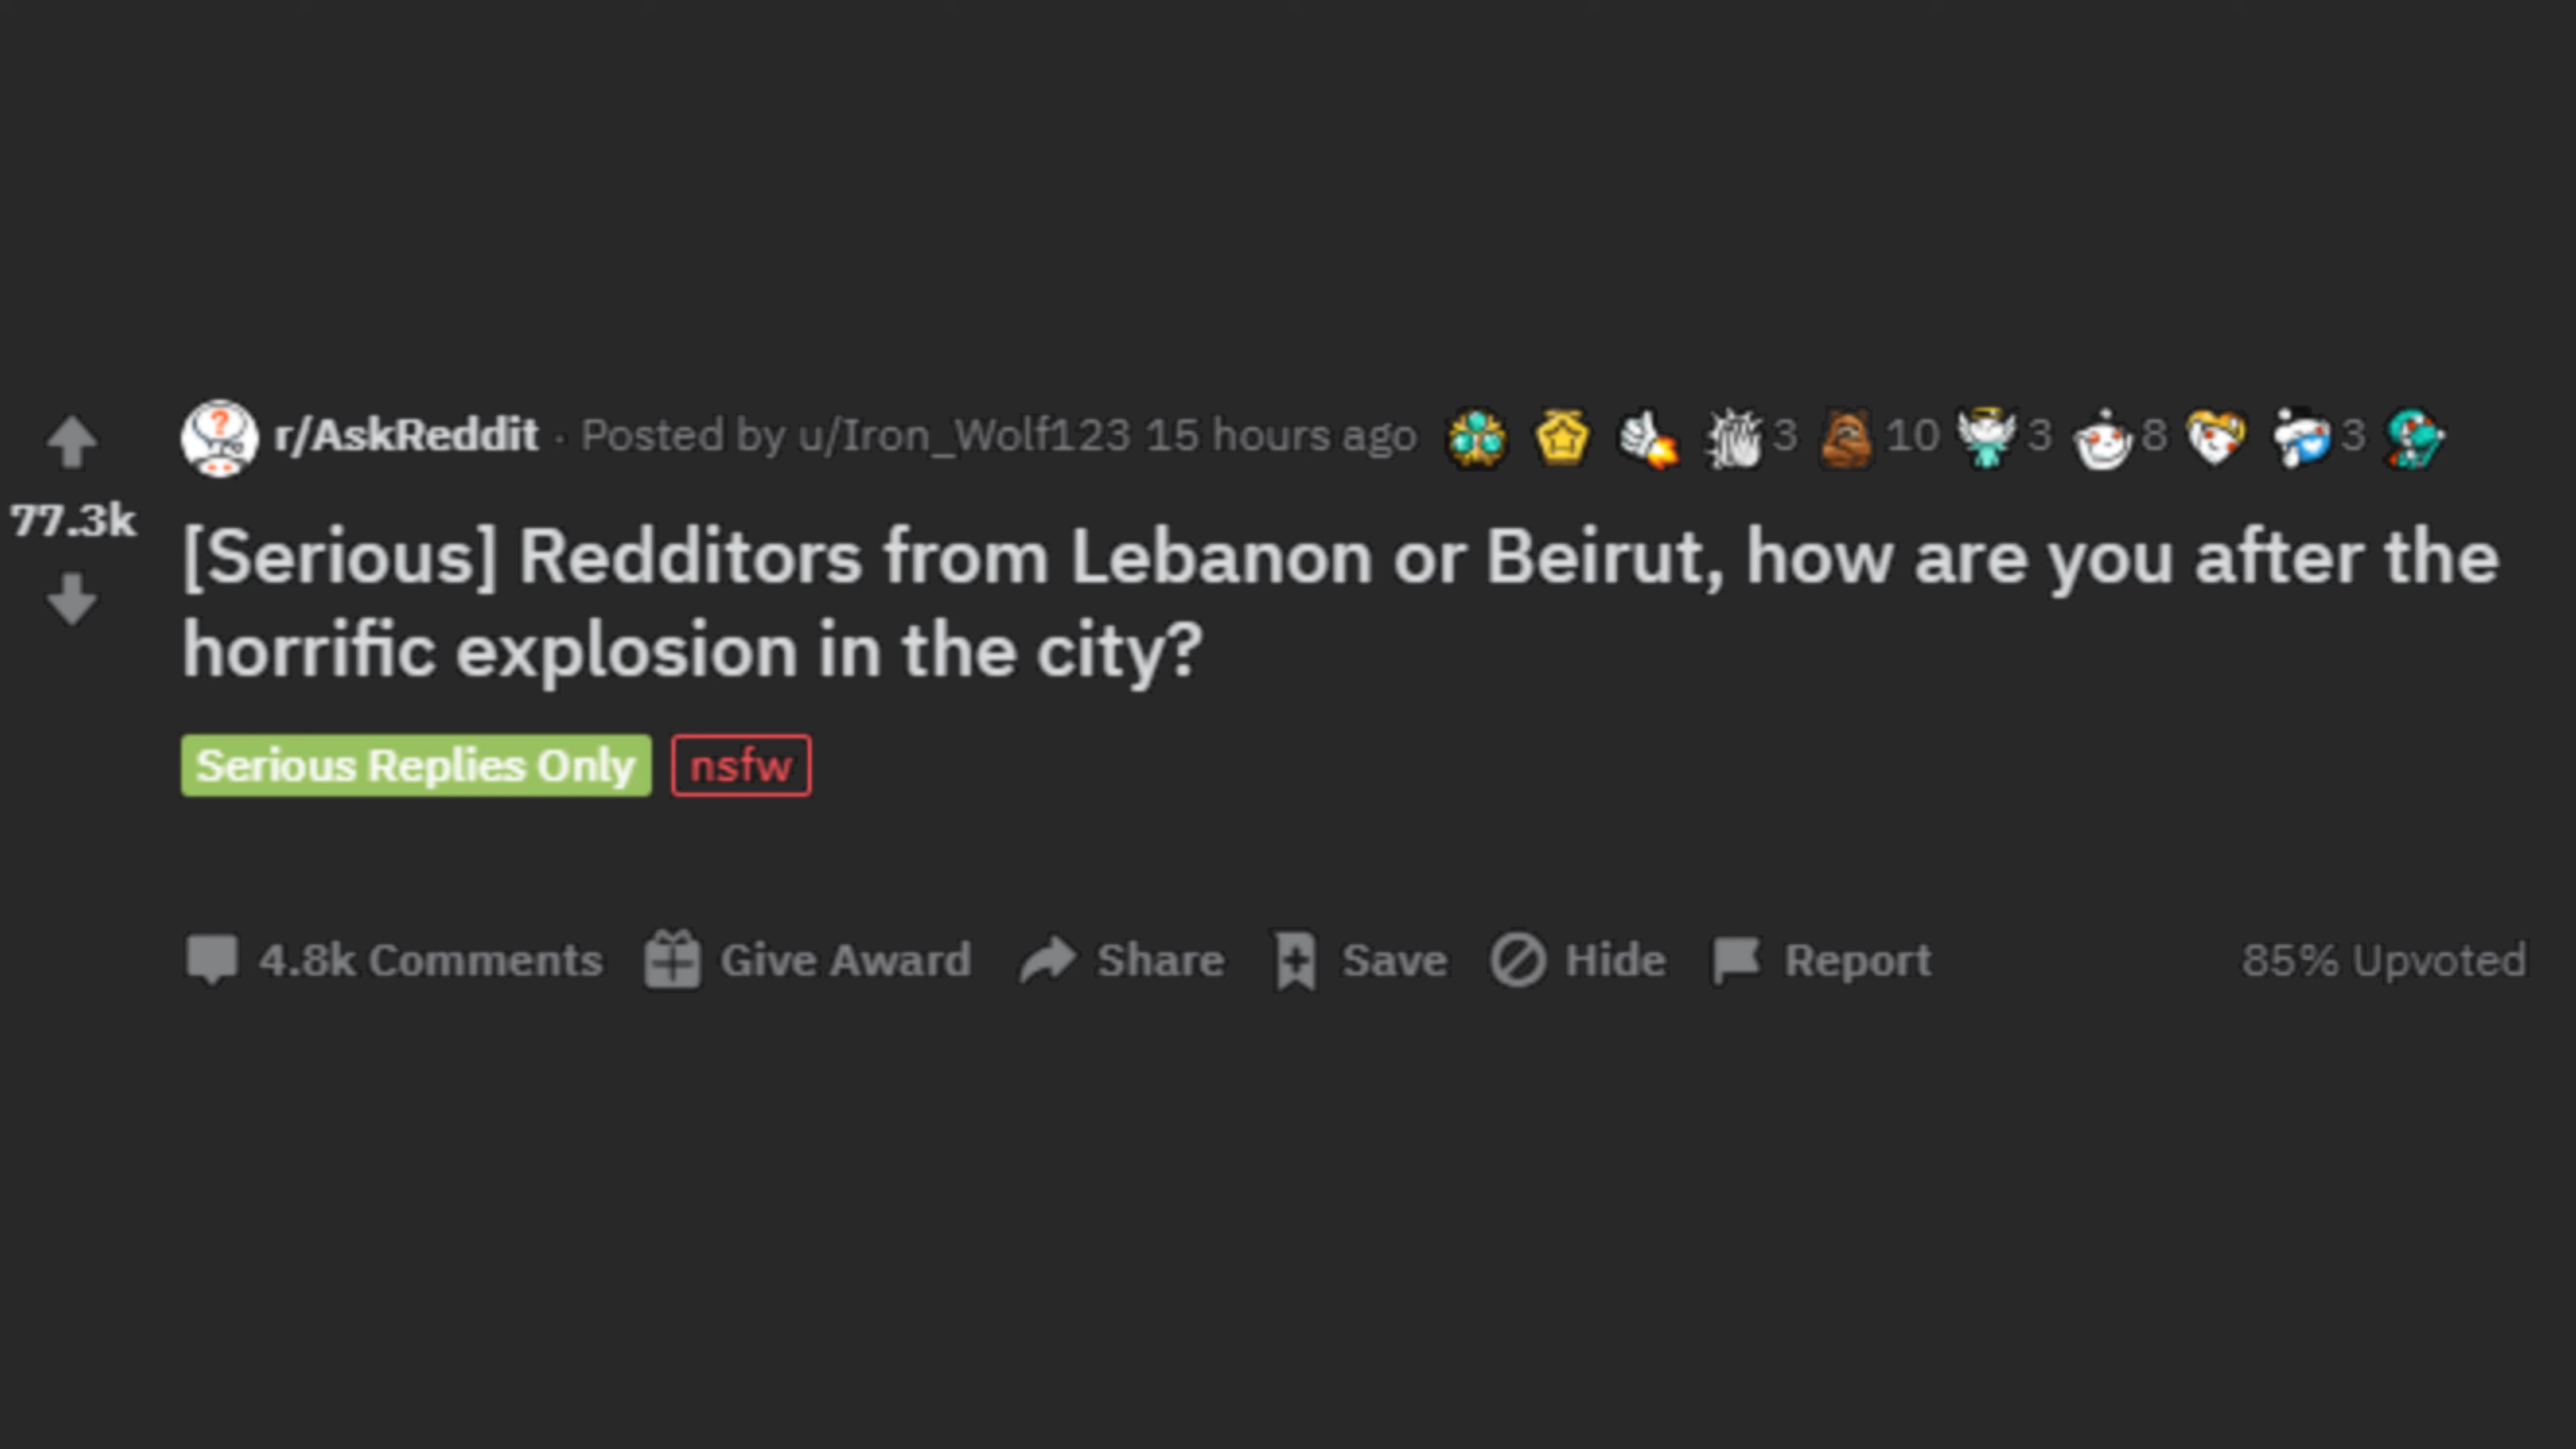 r/AskReddit · Posted by u/Iron_Wolf123 15 hours ago 3 10 3 8 3
77.3k
[Serious] Redditors from Lebanon or Beirut, how are you after the
horrific explosion in the city?
Serious Replies Only nsfw
4.8k Comments Give Award Share Save Hide Report 85% Upvoted